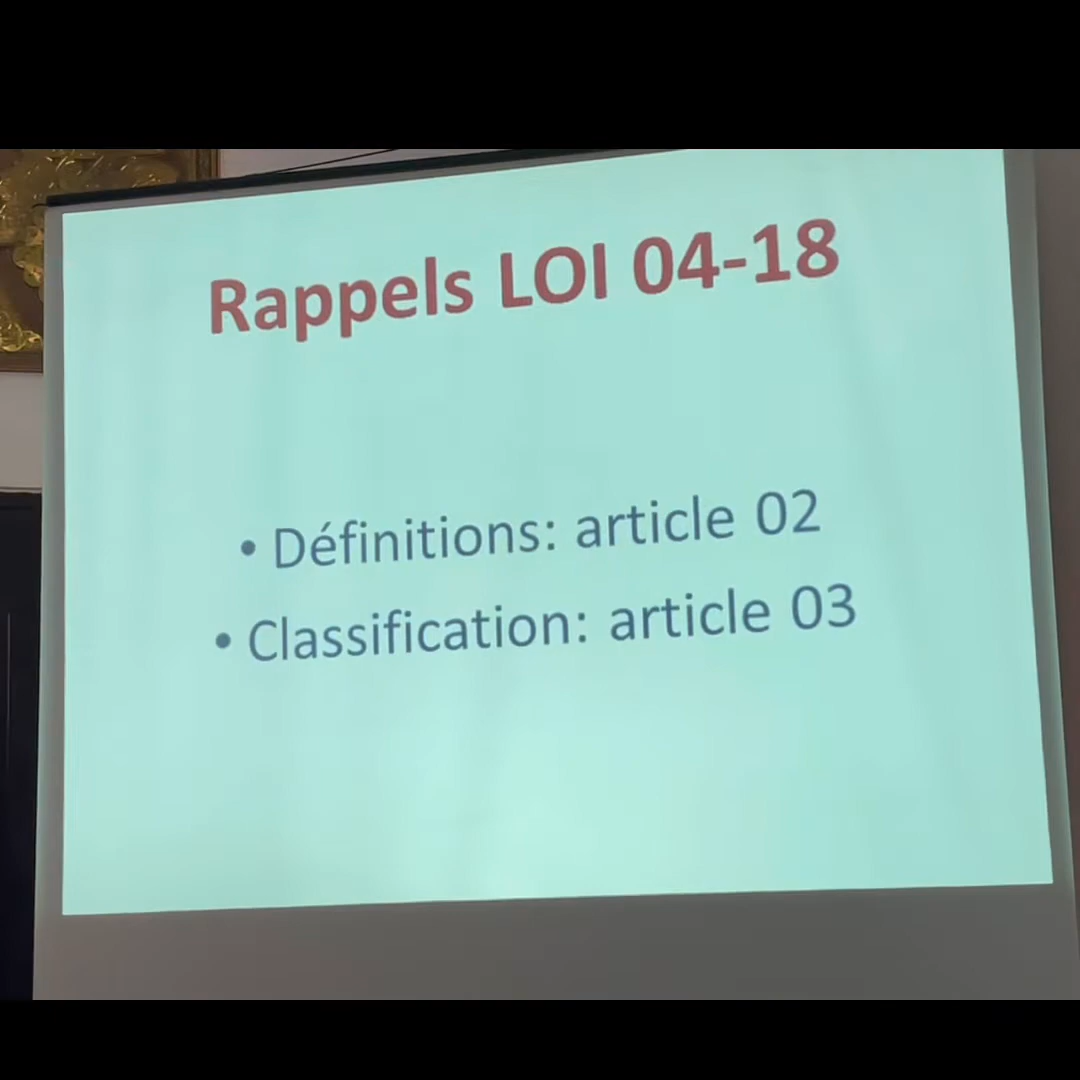 Rappels LOI 04-18
• Définitions: article 02
• Classification: article 03